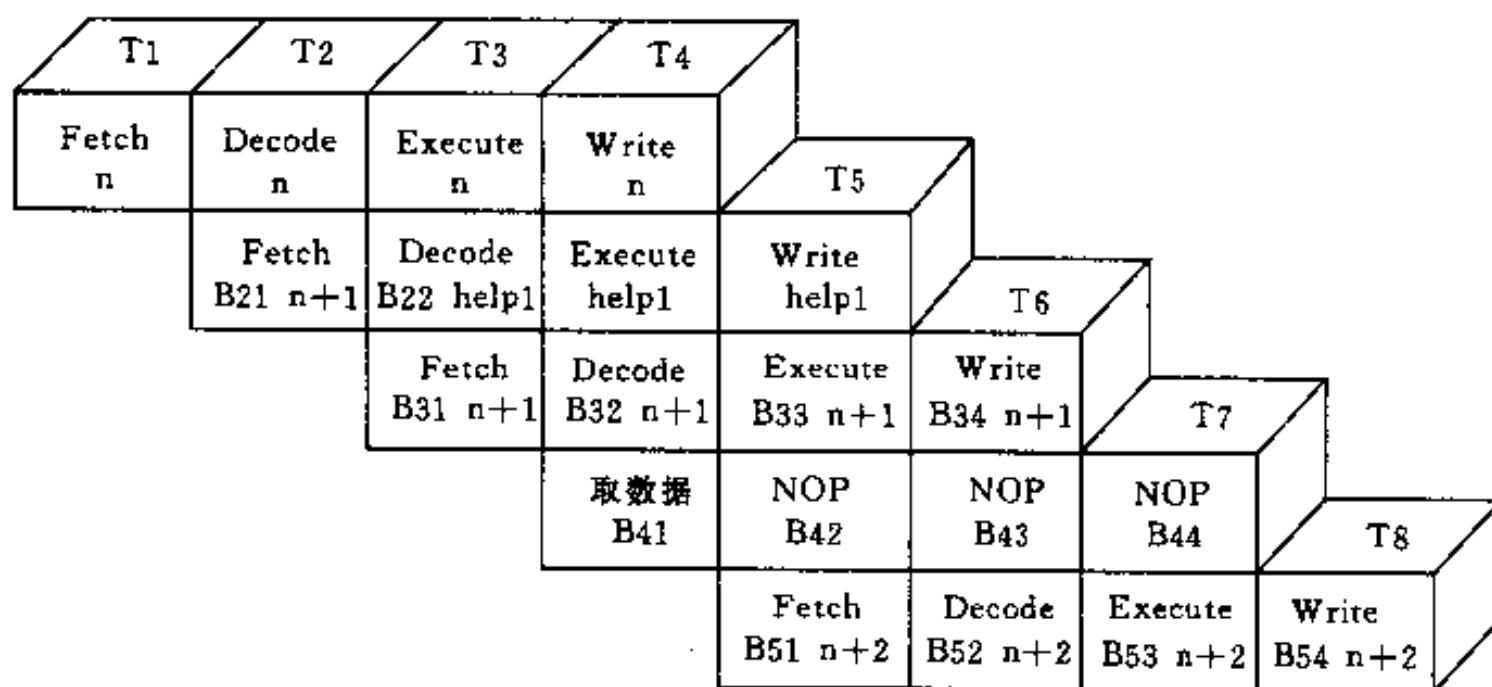 T1 T2 T3 T4
Fetch Decode Execute Write
n n n n
T5
Fetch Decode Execute Write
B21 n+1 B22 help1 help1 help1
T6
Fetch Decode Execute Write
B31 n+1 B32 n+1 B33 n+1 B34 n+1
T7
取数据 NOP NOP NOP
B41 B42 B43 B44
T8
Fetch Decode Execute Write
B51 n+2 B52 n+2 B53 n+2 B54 n+2